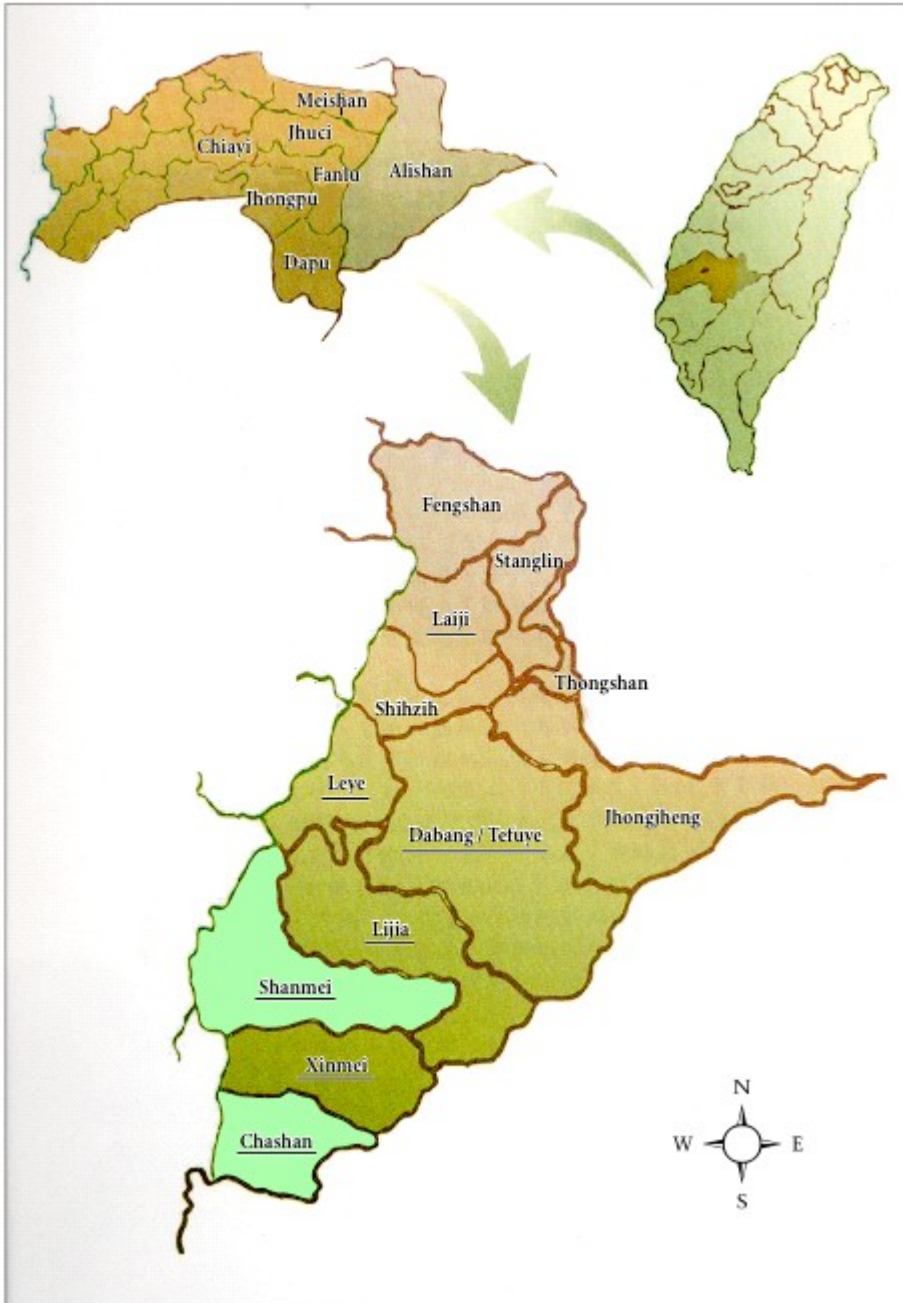 Meishan
Jhuci
Chiayi
Fanlu
Alishan
Jhongpu
Dapu
Fengshan
Stanglin
Laiji
Thongshan
Shihzih
Leye
Jhongjheng
Dabang / Tefuye
Lijia
Shanmei
Xinmei
Chashan
N
W E
S